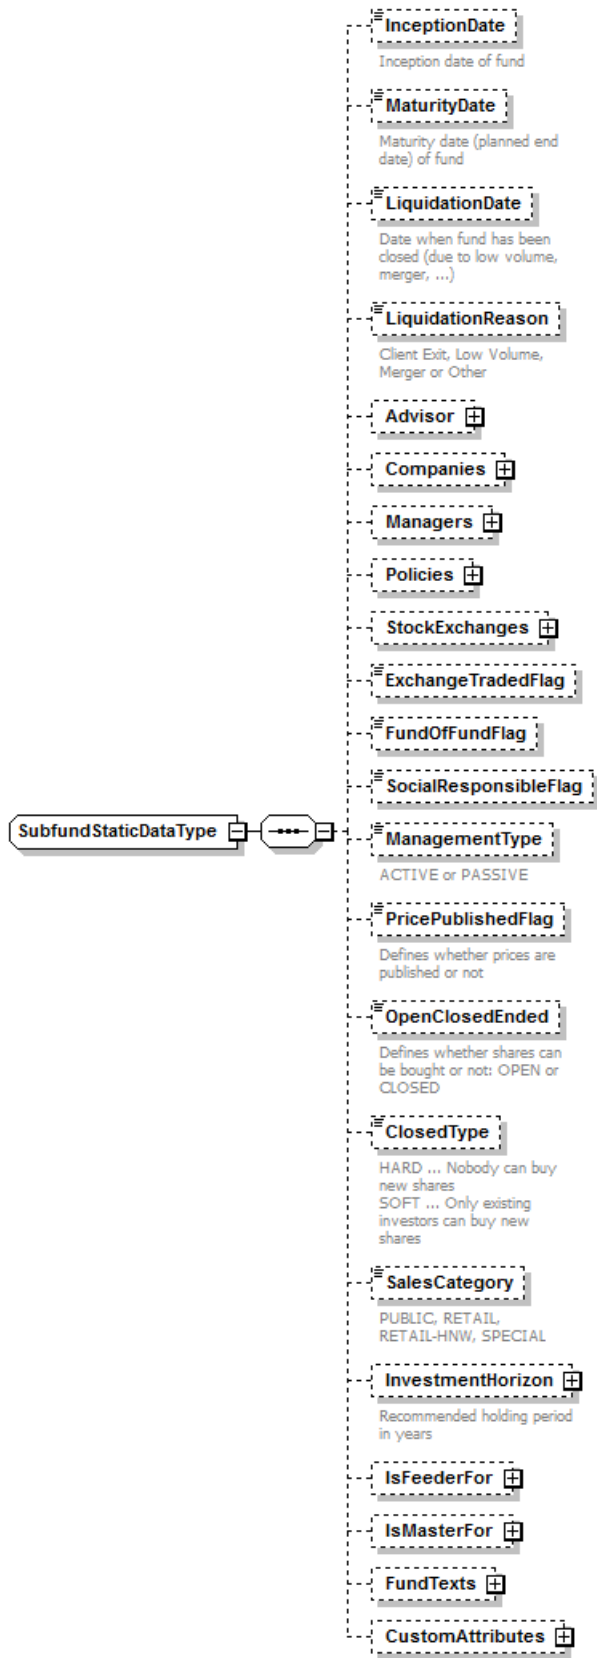 InceptionDate
Inception date of fund
MaturityDate
Maturity date (planned end
date) of fund
LiquidationDate
Date when fund has been
closed (due to low volume,
merger, ...)
LiquidationReason
Client Exit, Low Volume,
Merger or Other
Advisor
Companies
Managers
Policies
StockExchanges
ExchangeTradedFlag
FundOfFundFlag
SocialResponsibleFlag
SubfundStaticDataType
ManagementType
ACTIVE or PASSIVE
PricePublishedFlag
Defines whether prices are
published or not
OpenClosedEnded
Defines whether shares can
be bought or not: OPEN or
CLOSED
ClosedType
HARD ... Nobody can buy
new shares
SOFT ... Only existing
investors can buy new
shares
SalesCategory
PUBLIC, RETAIL,
RETAIL-HNW, SPECIAL
InvestmentHorizon
Recommended holding period
in years
IsFeederFor
IsMasterFor
FundTexts
CustomAttributes